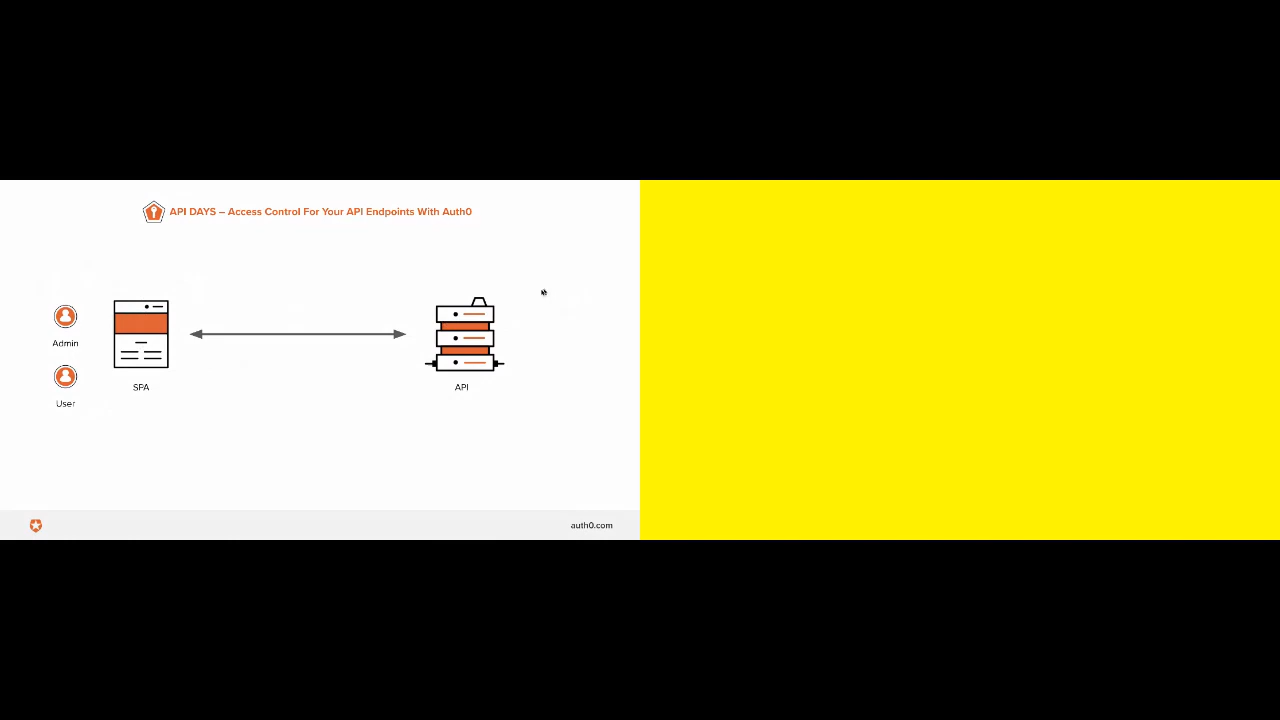 API DAYS – Access Control For Your API Endpoints With Auth0
Admin
User
SPA
API
auth0.com